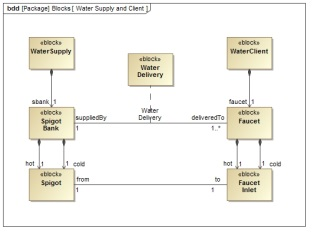 bdd [Package] Blocks [ Water Supply and Client ]
«block»
WaterSupply
«block»
Water
Delivery
«block»
WaterClient
sbank 1
faucet 1
«block»
Spigot
Bank
suppliedBy
1
Water
Delivery
deliveredTo
1..*
«block»
Faucet
hot 1
1 cold
hot 1
1 cold
«block»
Spigot
from
1
to
1
«block»
Faucet
Inlet